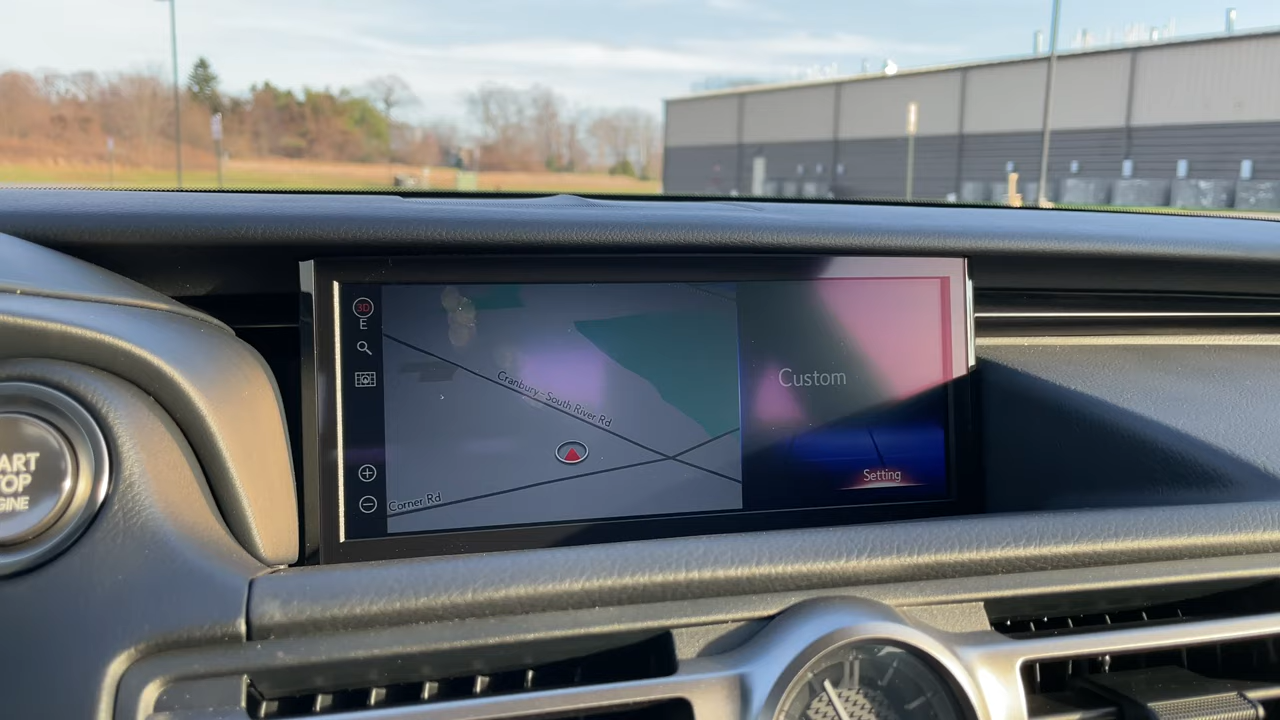 3D
E
Cranbury - South River Rd
Custom
Setting
Corner Rd
ART
TOP
GINE